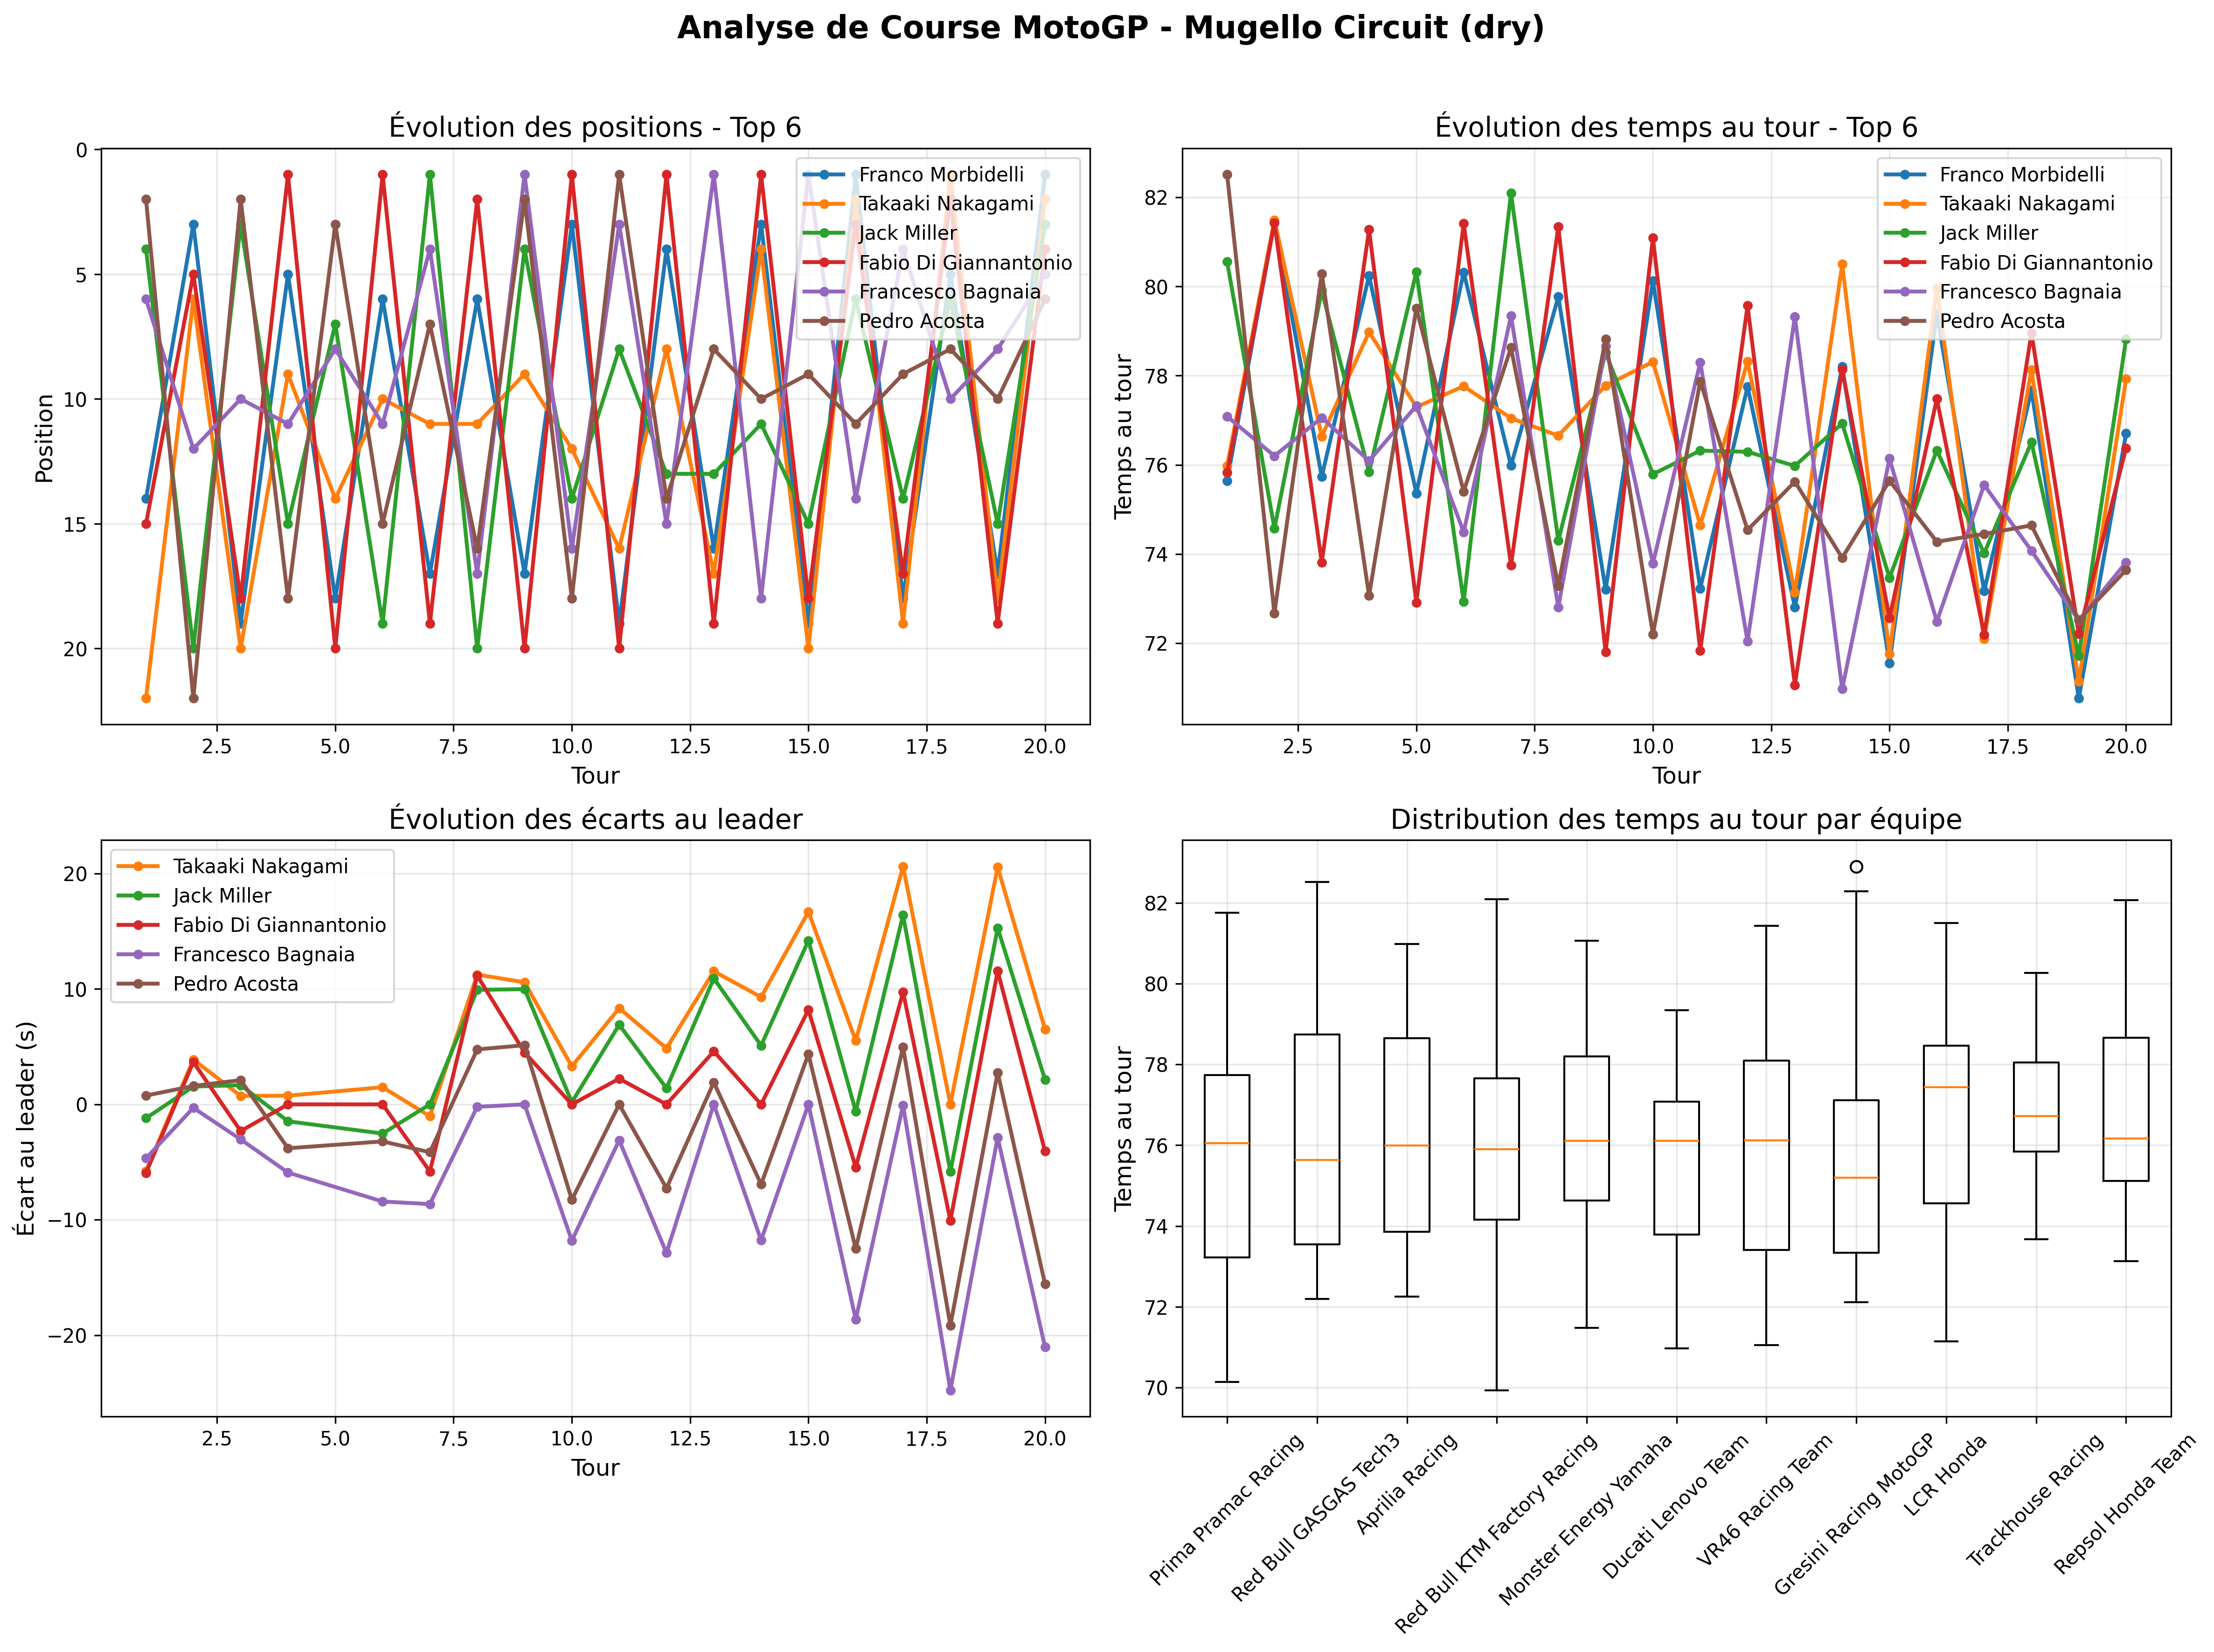 Analyse de Course MotoGP - Mugello Circuit (dry)
Évolution des positions - Top 6
Position
0
5
10
15
20
Franco Morbidelli
Takaaki Nakagami
Jack Miller
Fabio Di Giannantonio
Francesco Bagnaia
Pedro Acosta
2.5 5.0 7.5 10.0 12.5 15.0 17.5 20.0
Tour
Évolution des temps au tour - Top 6
Temps au tour
82
80
78
76
74
72
Franco Morbidelli
Takaaki Nakagami
Jack Miller
Fabio Di Giannantonio
Francesco Bagnaia
Pedro Acosta
2.5 5.0 7.5 10.0 12.5 15.0 17.5 20.0
Tour
Évolution des écarts au leader
Écart au leader (s)
20
10
0
−10
−20
Takaaki Nakagami
Jack Miller
Fabio Di Giannantonio
Francesco Bagnaia
Pedro Acosta
2.5 5.0 7.5 10.0 12.5 15.0 17.5 20.0
Tour
Distribution des temps au tour par équipe
Temps au tour
82
80
78
76
74
72
70
Prima Pramac Racing
Red Bull GASGAS Tech3
Aprilia Racing
Red Bull KTM Factory Racing
Monster Energy Yamaha
Ducati Lenovo Team
VR46 Racing Team
Gresini Racing MotoGP
LCR Honda
Trackhouse Racing
Repsol Honda Team